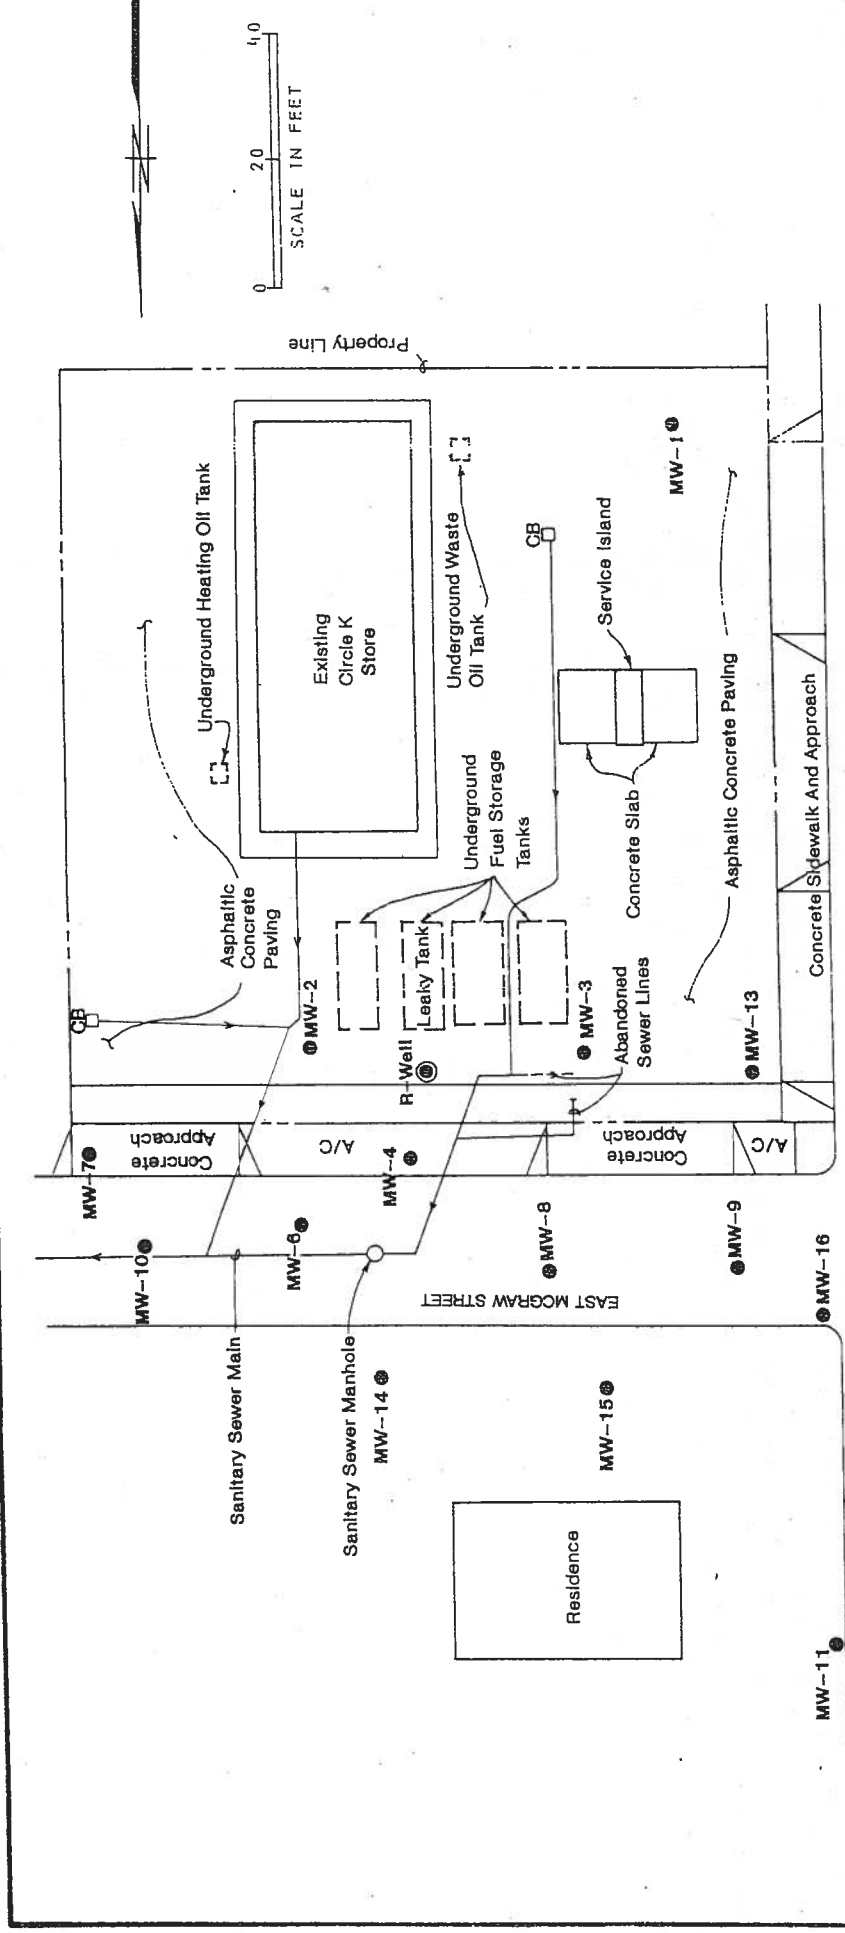 0
20
40
SCALE IN FEET
N
Property Line
Underground Heating Oil Tank
Existing
Circle K
Store
Underground Waste
Oil Tank
CB
Service Island
MW-1
Asphaltic
Concrete
Paving
Underground
Fuel Storage
Tanks
Concrete Slab
Asphaltic Concrete Paving
Concrete Sidewalk And Approach
CB
MW-2
Leaky Tank
R-Well
MW-3
Abandoned
Sewer Lines
MW-13
MW-7
Concrete
Approach
A/C
MW-4
Concrete
Approach
A/C
MW-10
MW-6
MW-8
MW-9
MW-16
EAST MCGRAW STREET
Sanitary Sewer Main
Sanitary Sewer Manhole
MW-14
MW-15
Residence
MW-11